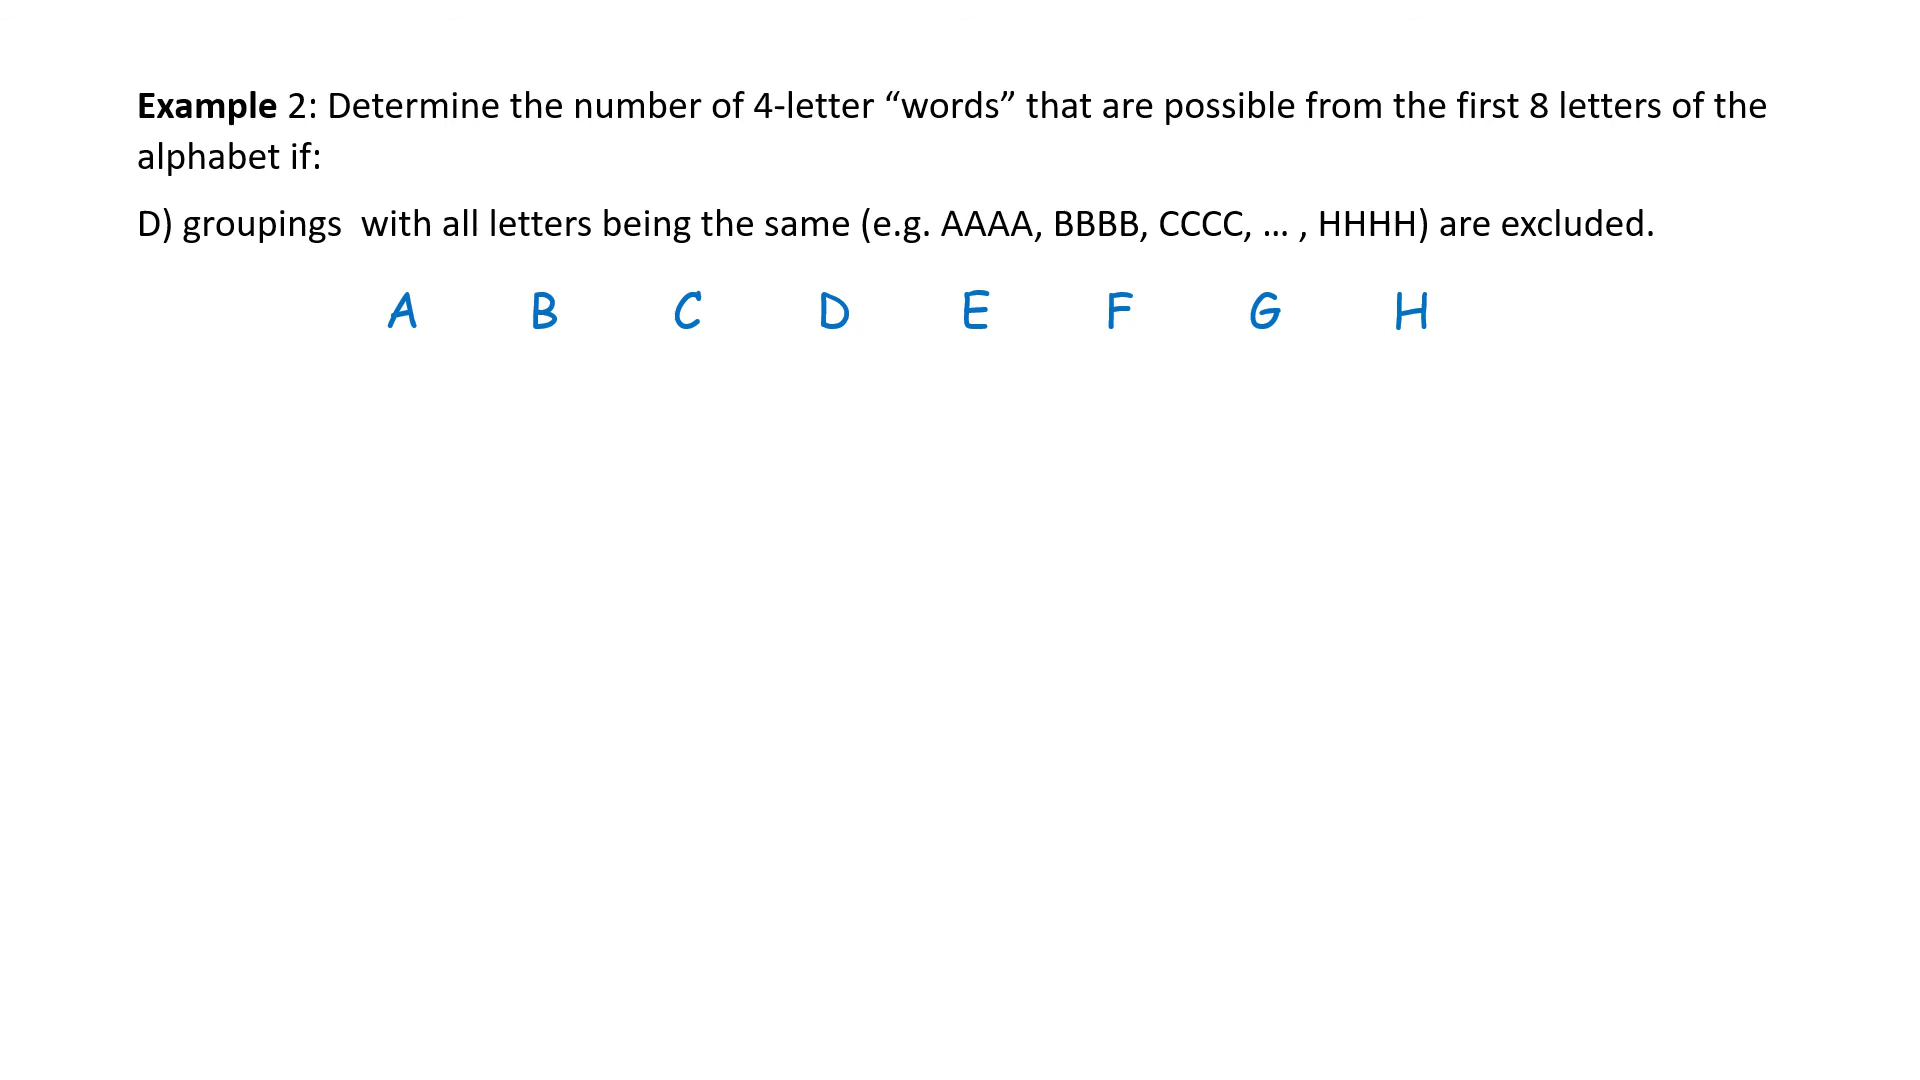 Example 2: Determine the number of 4-letter “words” that are possible from the first 8 letters of the
alphabet if:
D) groupings  with all letters being the same (e.g. AAAA, BBBB, CCCC, … , HHHH) are excluded.
A B C D E F G H